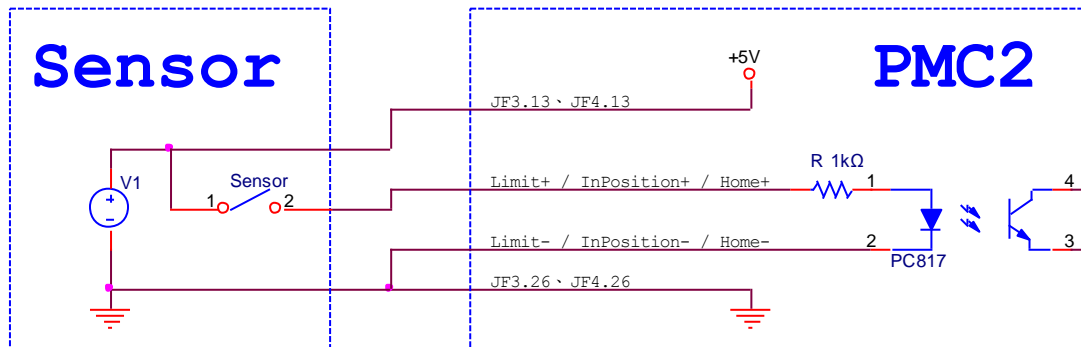 Sensor
PMC2
+5V
JF3.13、JF4.13
R 1kΩ
V1
Sensor
1
2
Limit+ / InPosition+ / Home+
1
4
Limit- / InPosition- / Home-
2
3
PC817
JF3.26、JF4.26